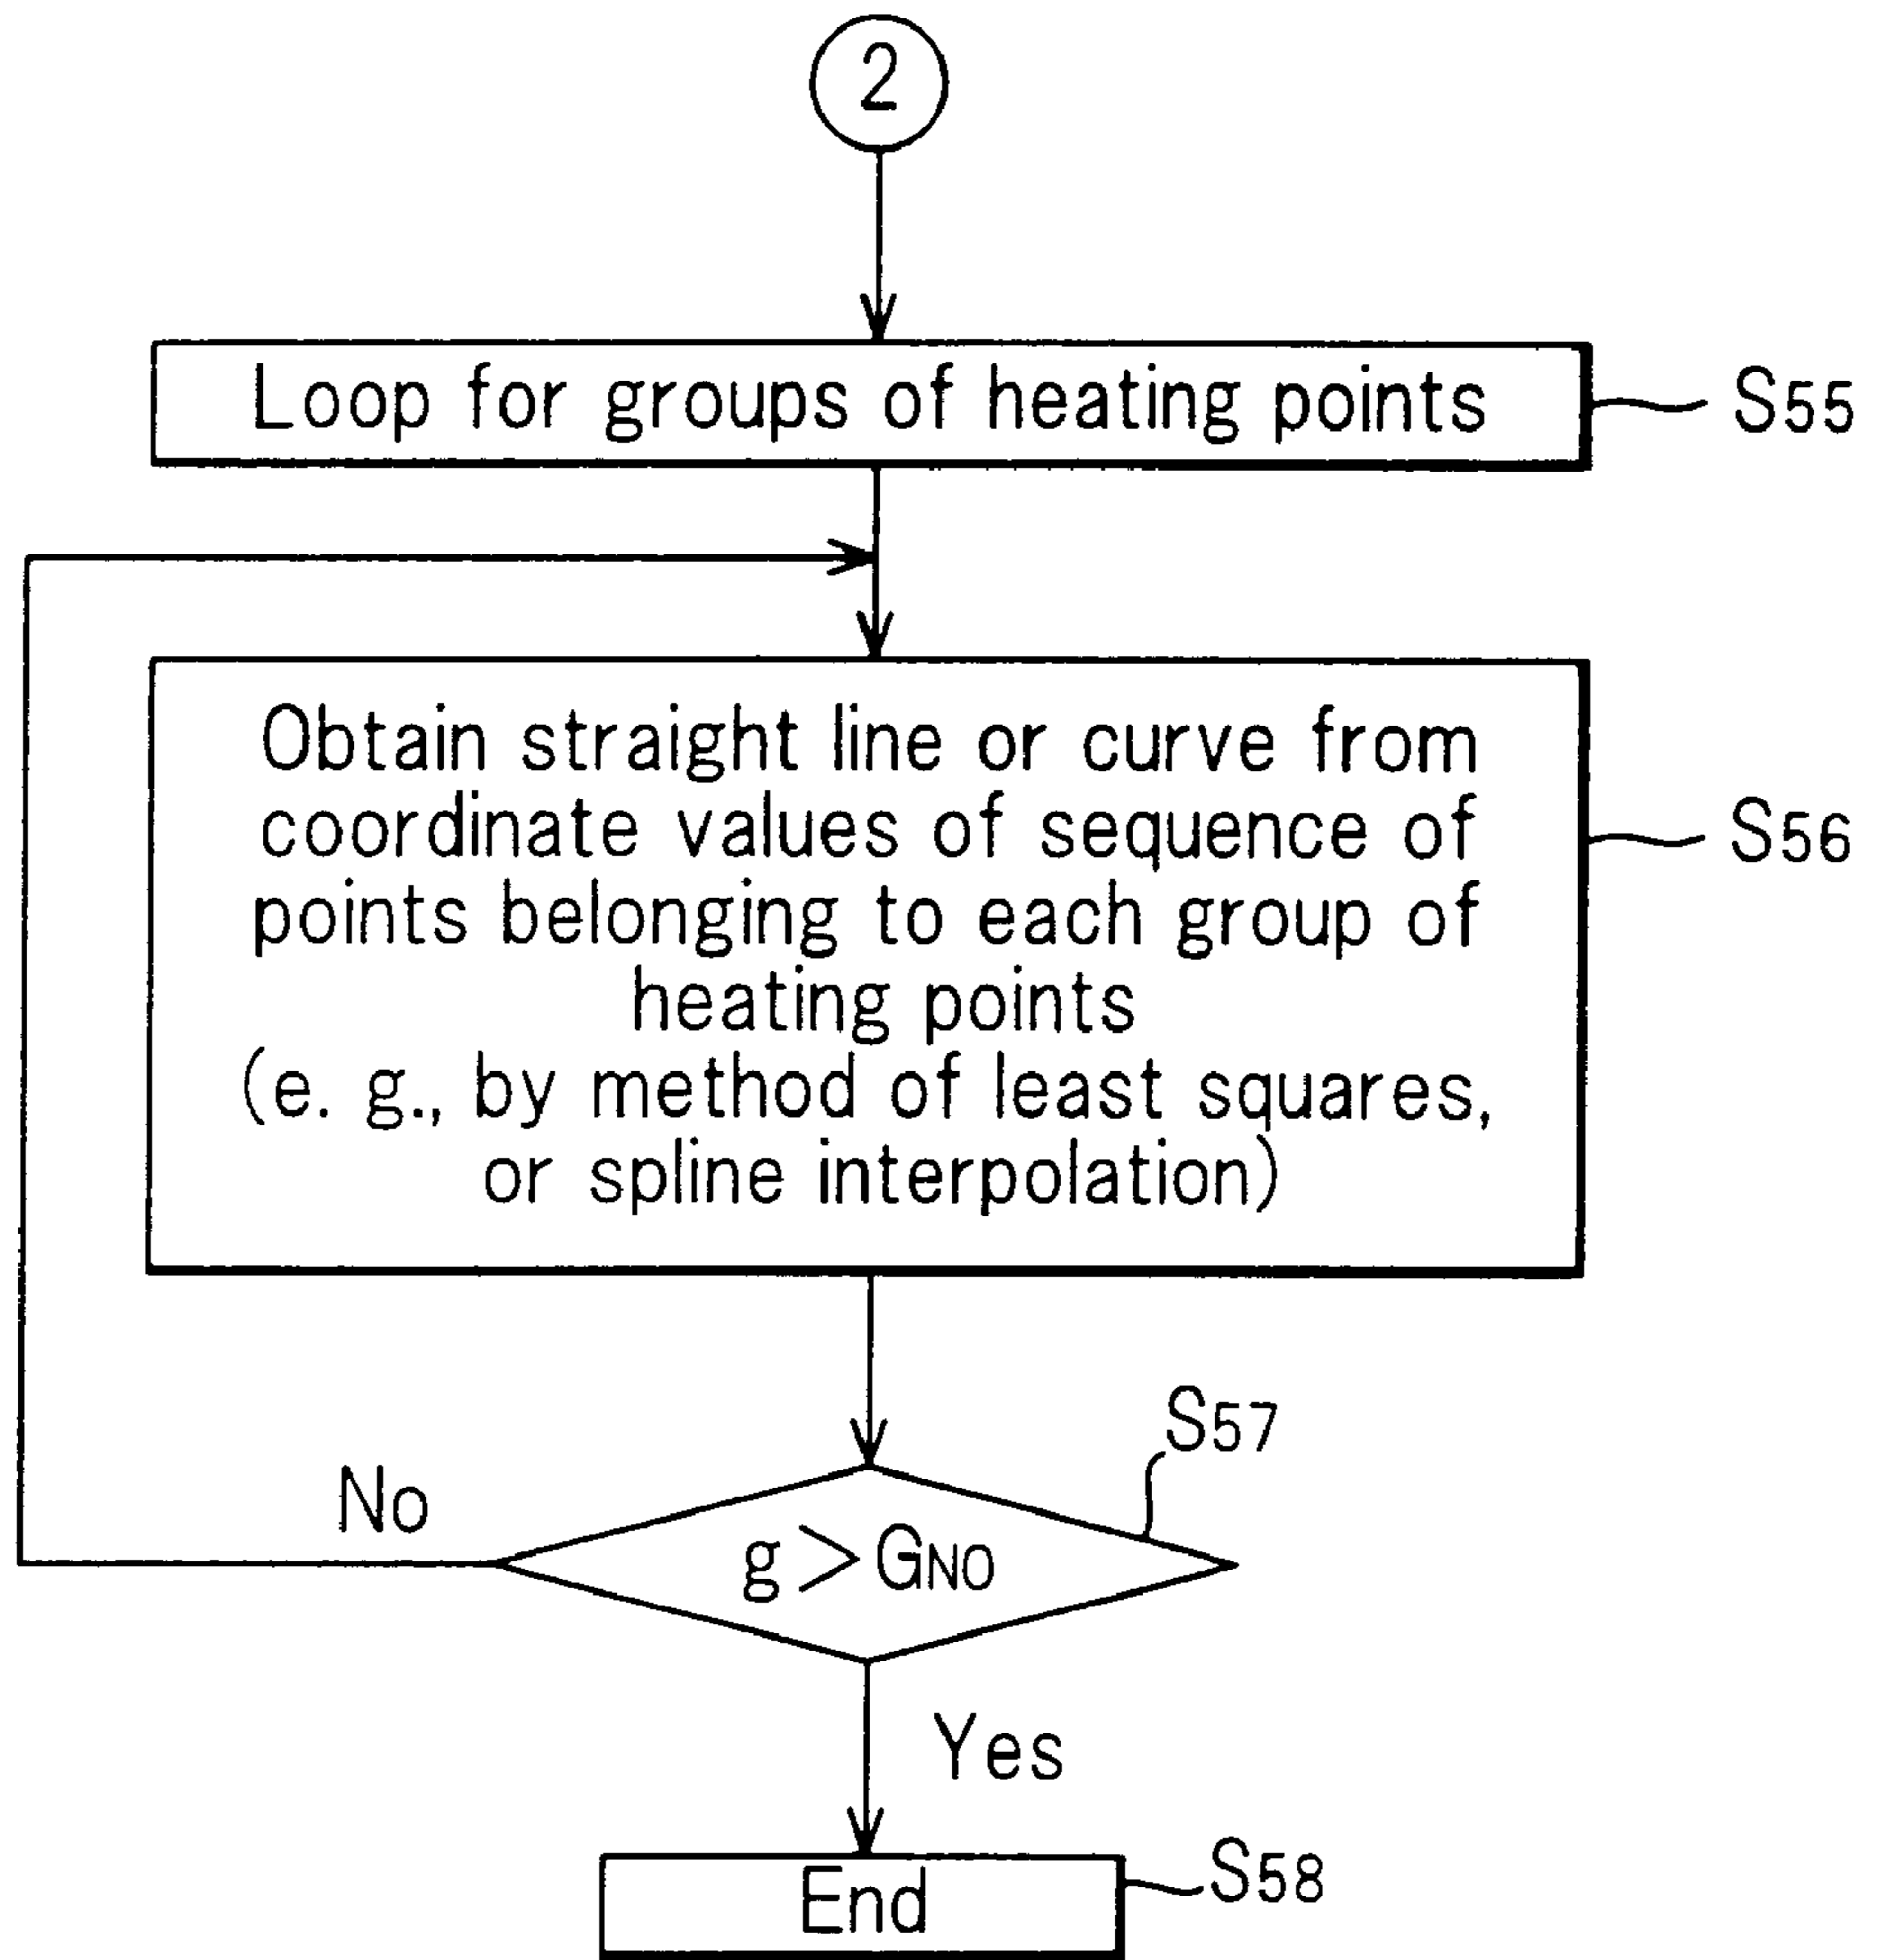 2
Loop for groups of heating points
S55
Obtain straight line or curve from
coordinate values of sequence of
points belonging to each group of
heating points
(e. g., by method of least squares,
or spline interpolation)
S56
S57
No
g > GNO
Yes
End
S58